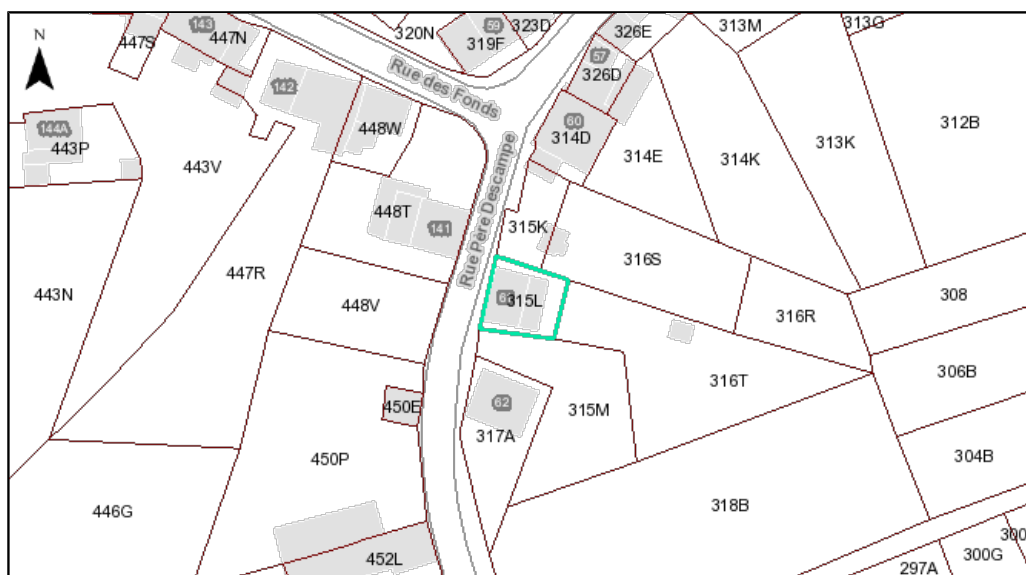 N
447S
143
447N
320N
59
319F
323D
326E
313M
313G
142
Rue des Fonds
57
326D
144A
443P
448W
60
314D
314E
314K
313K
312B
443V
448T
141
Rue Père Descampe
315K
316S
447R
443N
448V
315L
316R
308
316T
306B
450E
62
317A
315M
450P
304B
446G
318B
452L
297A
300G
300